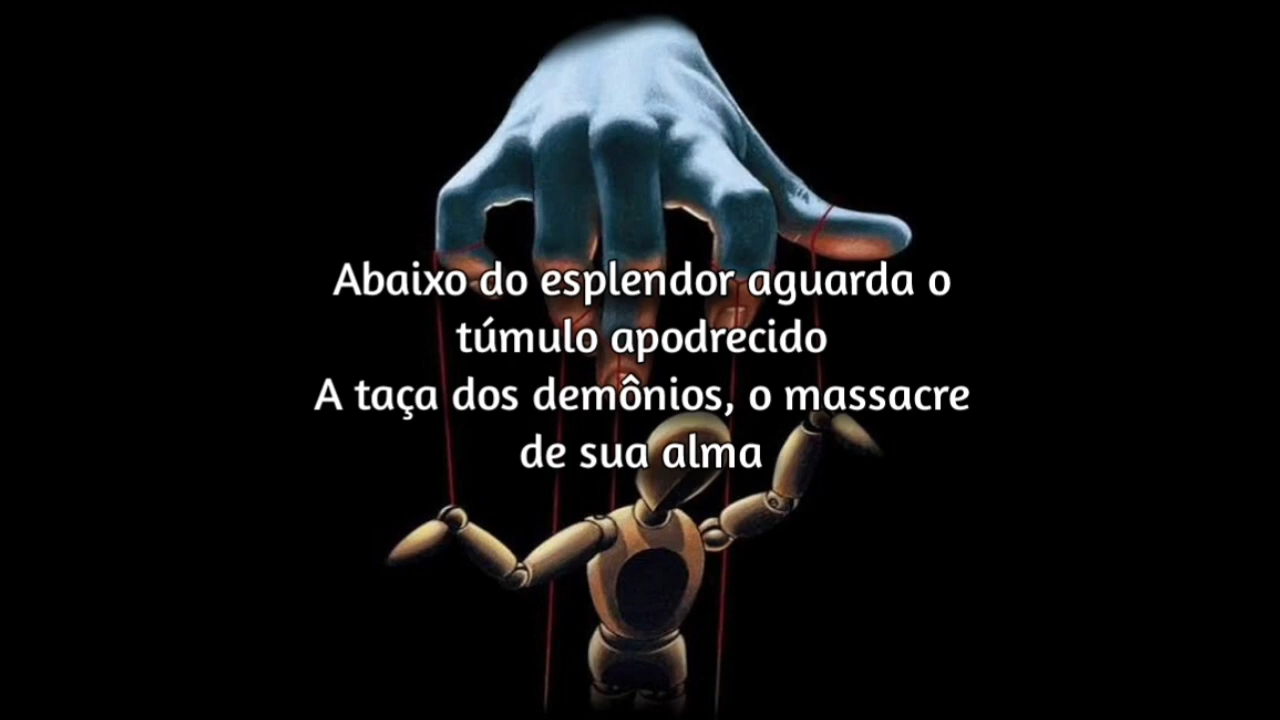 Abaixo do esplendor aguarda o
túmulo apodrecido
A taça dos demônios, o massacre
de sua alma